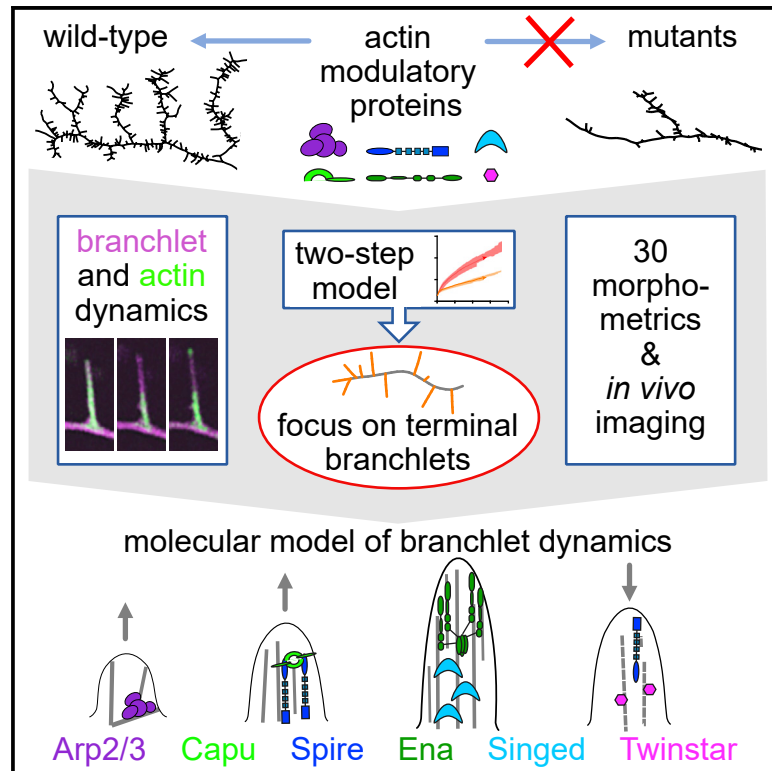 wild-type
actin
modulatory
proteins
mutants
branchlet
and actin
dynamics
two-step
model
focus on terminal
branchlets
30
morpho-
metrics
&
in vivo
imaging
molecular model of branchlet dynamics
Arp2/3 Capu Spire Ena Singed Twinstar